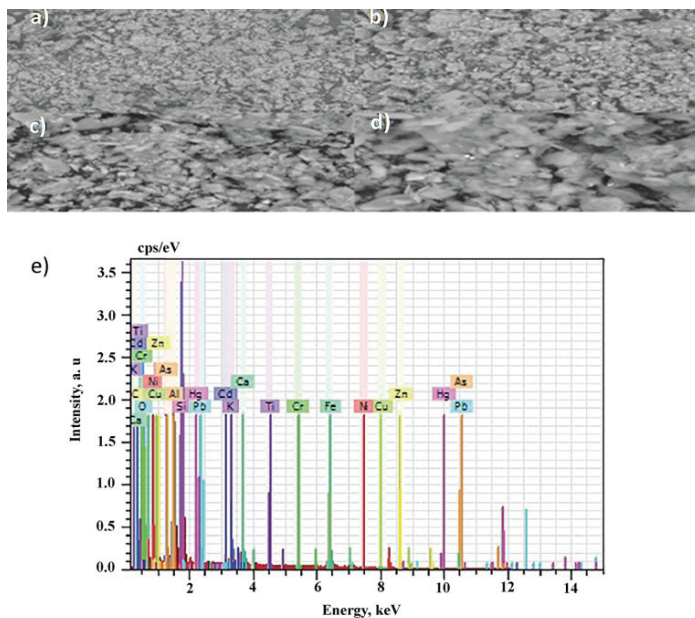 a)
b)
c)
d)
e)
cps/eV
3.5
3.0
2.5
2.0
1.5
1.0
0.5
0.0
Intensity, a. u
Ti
Cd Zn
Cr
K As
Ni Ca
C Cu Al Hg Cd Zn Hg As
O Si Pb K Ti Cr Fe Ni Cu Pb
Ca
2 4 6 8 10 12 14
Energy, keV